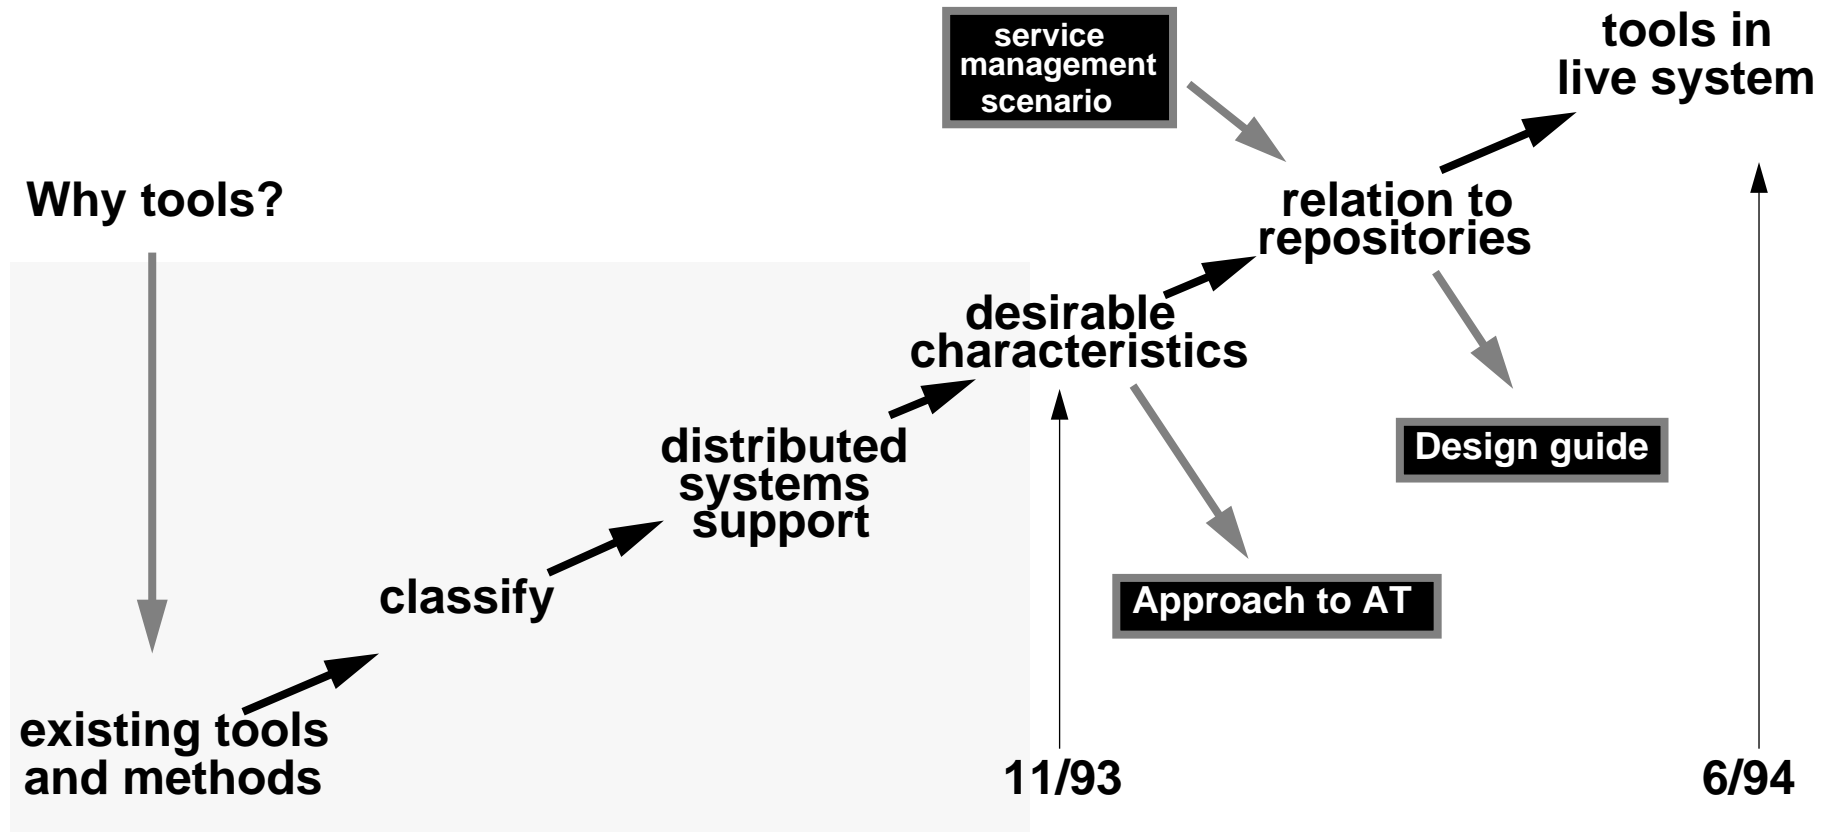 service
management
scenario
tools in
live system
Why tools?
relation to
repositories
desirable
characteristics
distributed
systems
support
Design guide
classify
Approach to AT
existing tools
and methods
11/93
6/94